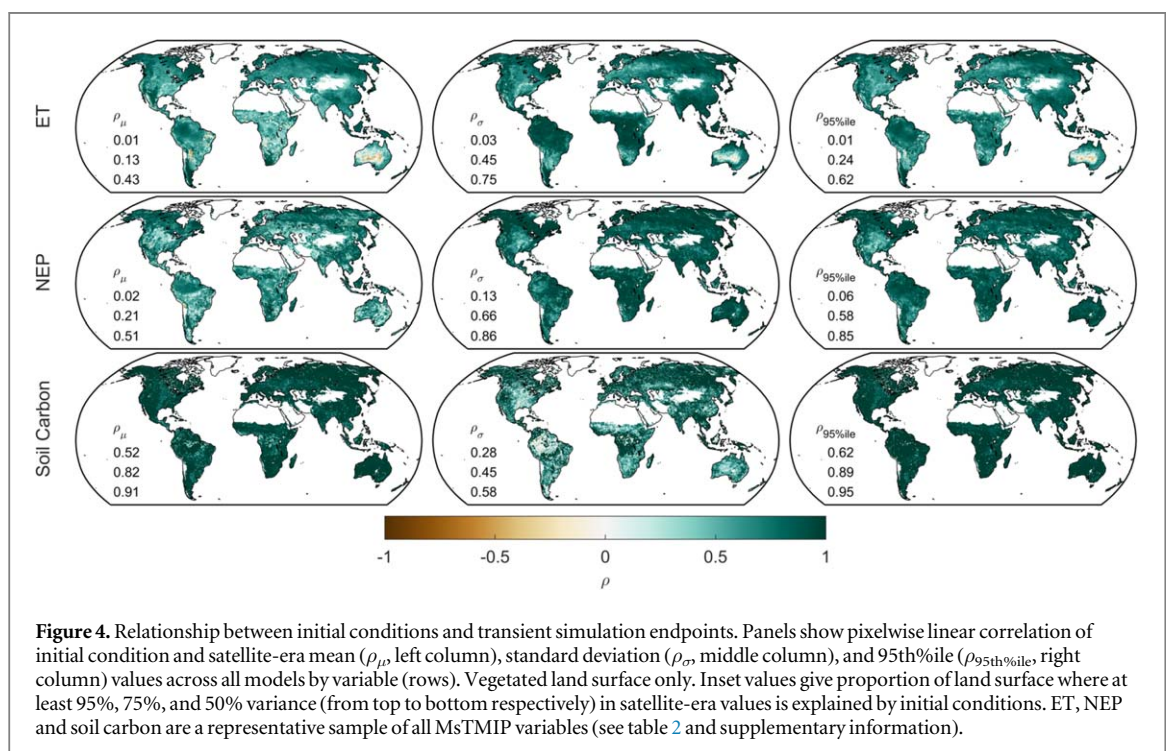 ET
ρμ
0.01
0.13
0.43
ρσ
0.03
0.45
0.75
ρ95%ile
0.01
0.24
0.62
NEP
ρμ
0.02
0.21
0.51
ρσ
0.13
0.66
0.86
ρ95%ile
0.06
0.58
0.85
Soil Carbon
ρμ
0.52
0.82
0.91
ρσ
0.28
0.45
0.58
ρ95%ile
0.62
0.89
0.95
-1 -0.5 0 0.5 1
ρ
Figure 4. Relationship between initial conditions and transient simulation endpoints. Panels show pixelwise linear correlation of
initial condition and satellite-era mean (ρμ, left column), standard deviation (ρσ, middle column), and 95th%ile (ρ95th%ile, right
column) values across all models by variable (rows). Vegetated land surface only. Inset values give proportion of land surface where at
least 95%, 75%, and 50% variance (from top to bottom respectively) in satellite-era values is explained by initial conditions. ET, NEP
and soil carbon are a representative sample of all MsTMIP variables (see table 2 and supplementary information).